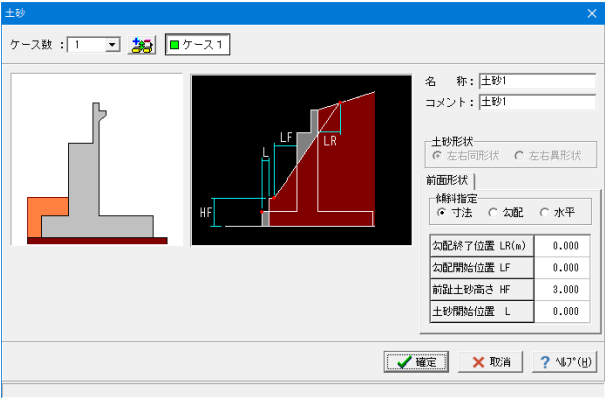 土砂
ケース数 : 1 ケース1
名　称: 土砂1
コメント: 土砂1
土砂形状
左右同形状 左右異形状
前面形状
傾斜指定
寸法 勾配 水平
勾配終了位置 LR(m) 0.000
勾配開始位置 LF 0.000
前趾土砂高さ HF 3.000
土砂開始位置 L 0.000
LF
LR
L
HF
確定 取消 ヘルプ(H)